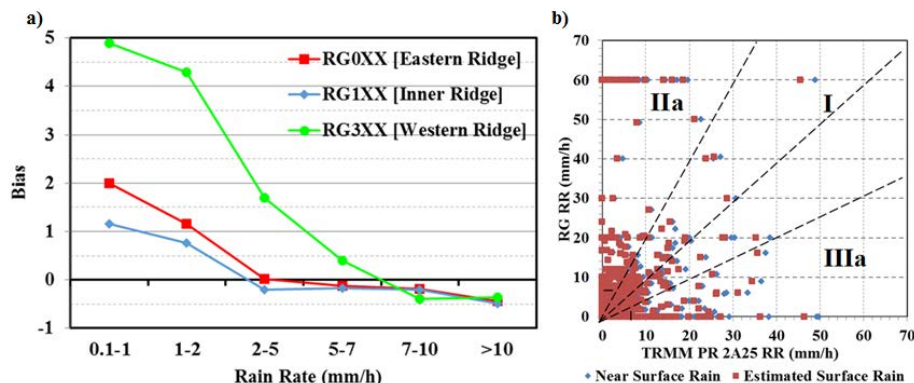 a)
5
4
3
2
1
0
-1
Bias
RG0XX [Eastern Ridge]
RG1XX [Inner Ridge]
RG3XX [Western Ridge]
0.1-1 1-2 2-5 5-7 7-10 >10
Rain Rate (mm/h)
b)
70
60
50
40
30
20
10
0
RG RR (mm/h)
IIa
I
IIIa
0 10 20 30 40 50 60 70
TRMM PR 2A25 RR (mm/h)
Near Surface Rain Estimated Surface Rain